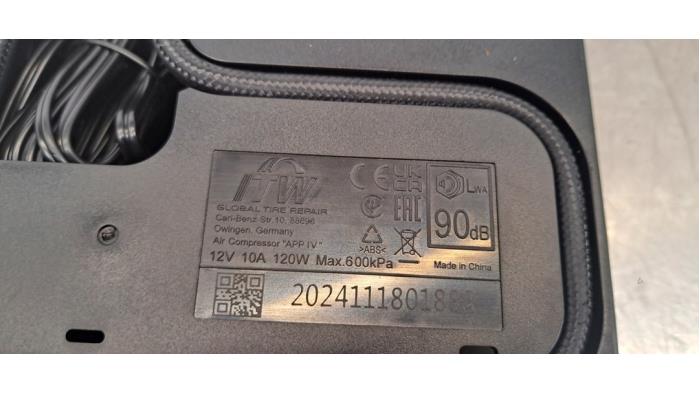 ITW
GLOBAL TIRE REPAIR
Carl-Benz Str.10, 88696
Owingen, Germany
Air Compressor "APP IV"
12V 10A 120W Max.600kPa
CE UK CA
EAC
>ABS<
LWA
90dB
Made in China
20241118018